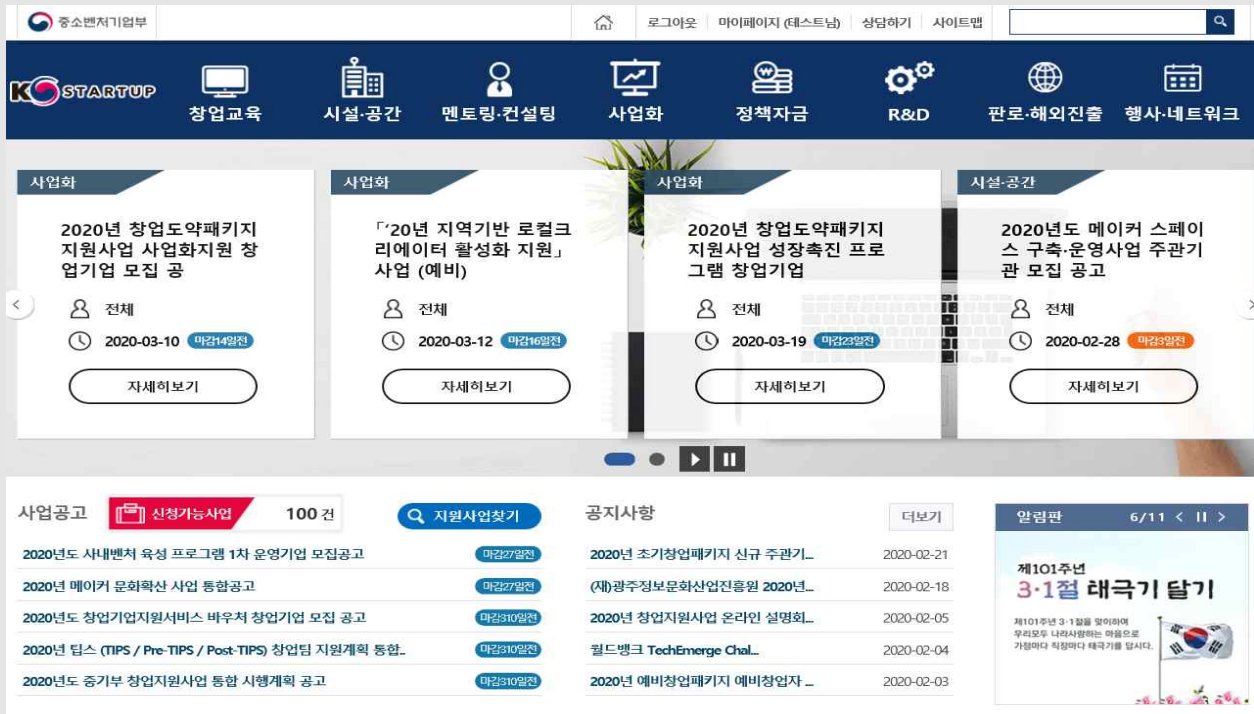 중소벤처기업부
로그아웃 마이페이지 (테스트님) 상담하기 사이트맵
K STARTUP
창업교육 시설·공간 멘토링·컨설팅 사업화 정책자금 R&D 판로·해외진출 행사·네트워크
사업화
2020년 창업도약패키지
지원사업 사업화지원 창
업기업 모집 공
전체
2020-03-10 마감14일전
자세히보기
사업화
「'20년 지역기반 로컬크
리에이터 활성화 지원」
사업 (예비)
전체
2020-03-12 마감16일전
자세히보기
사업화
2020년 창업도약패키지
지원사업 성장촉진 프로
그램 창업기업
전체
2020-03-19 마감23일전
자세히보기
시설·공간
2020년도 메이커 스페이
스 구축·운영사업 주관기
관 모집 공고
전체
2020-02-28 마감3일전
자세히보기
사업공고 신청가능사업 100 건 지원사업찾기
2020년도 사내벤처 육성 프로그램 1차 운영기업 모집공고 마감27일전
2020년 메이커 문화확산 사업 통합공고 마감27일전
2020년도 창업기업지원서비스 바우처 창업기업 모집 공고 마감310일전
2020년 팁스 (TIPS / Pre-TIPS / Post-TIPS) 창업팀 지원계획 통합.. 마감310일전
2020년도 중기부 창업지원사업 통합 시행계획 공고 마감310일전
공지사항 더보기
2020년 초기창업패키지 신규 주관기... 2020-02-21
(재)광주정보문화산업진흥원 2020년... 2020-02-18
2020년 창업지원사업 온라인 설명회... 2020-02-05
월드뱅크 TechEmerge Chal... 2020-02-04
2020년 예비창업패키지 예비창업자 ... 2020-02-03
알림판 6/11
제101주년
3·1절 태극기 달기
제101주년 3·1절을 맞이하여
우리모두 나라사랑하는 마음으로
가정마다 직장마다 태극기를 답시다.